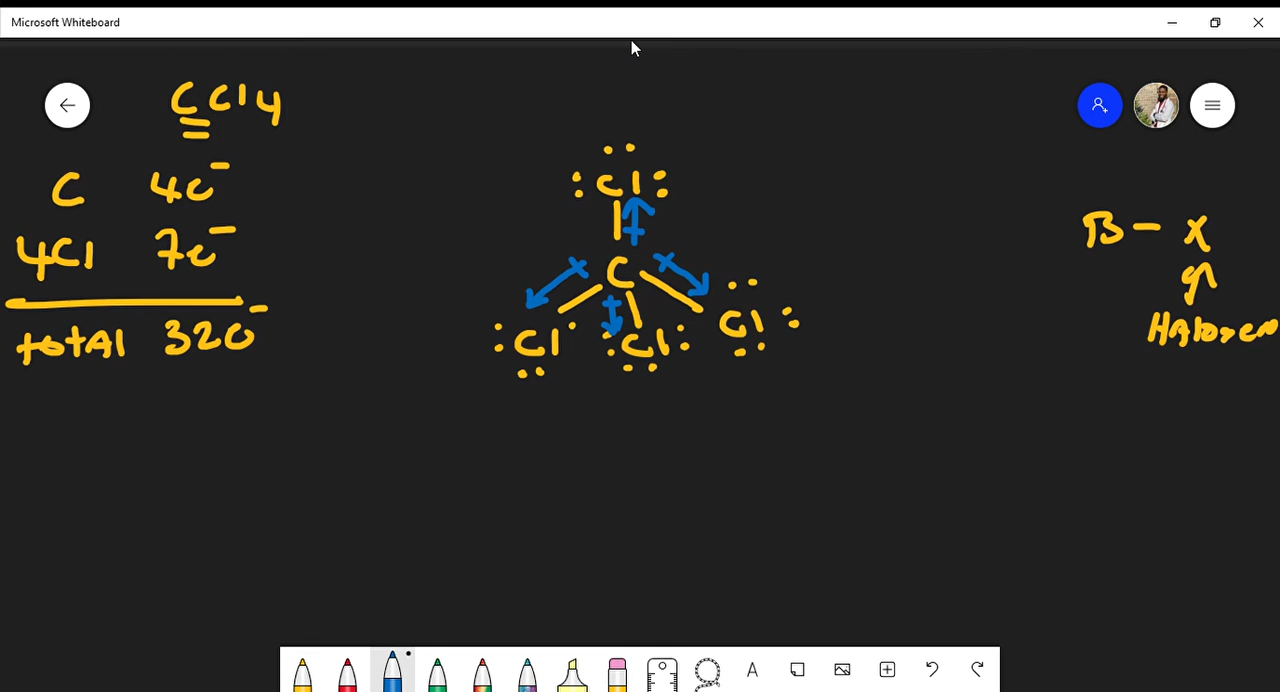 Microsoft Whiteboard
CCl4
C 4e⁻
4Cl 7e⁻
total 32e⁻
Cl
C
Cl Cl Cl
B - X
Halogen
A